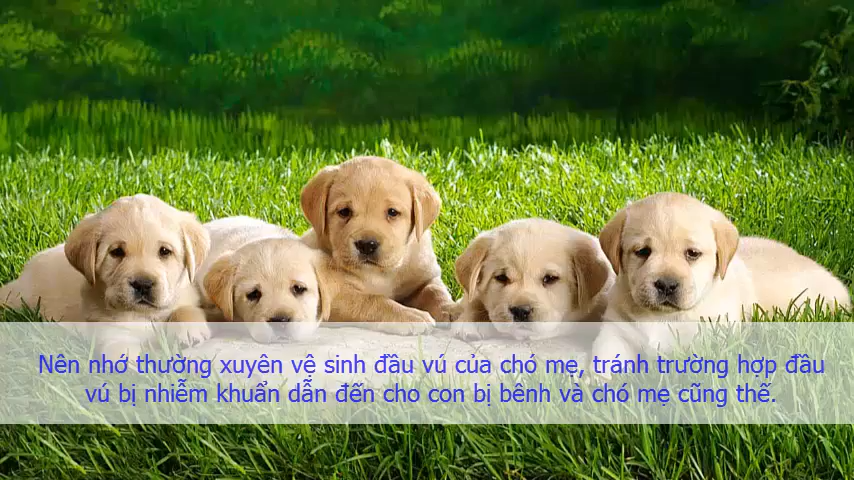 Nên nhớ thường xuyên vệ sinh đầu vú của chó mẹ, tránh trường hợp đầu
vú bị nhiễm khuẩn dẫn đến cho con bị bênh và chó mẹ cũng thế.